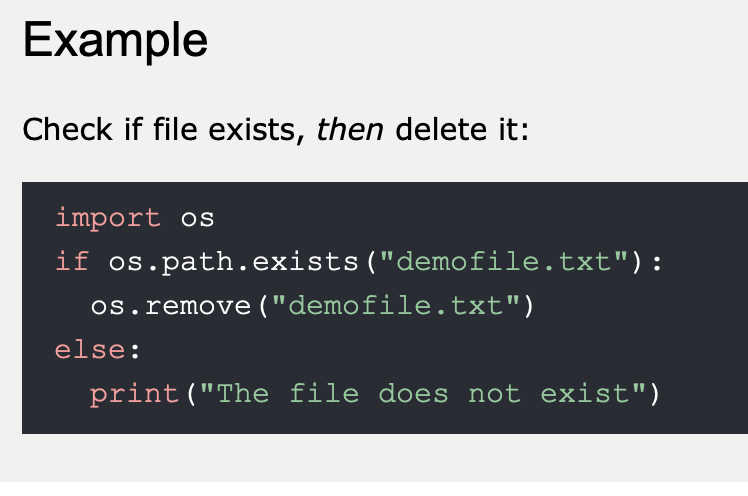 Example
Check if file exists, then delete it:
import os
if os.path.exists("demofile.txt"):
  os.remove("demofile.txt")
else:
  print("The file does not exist")